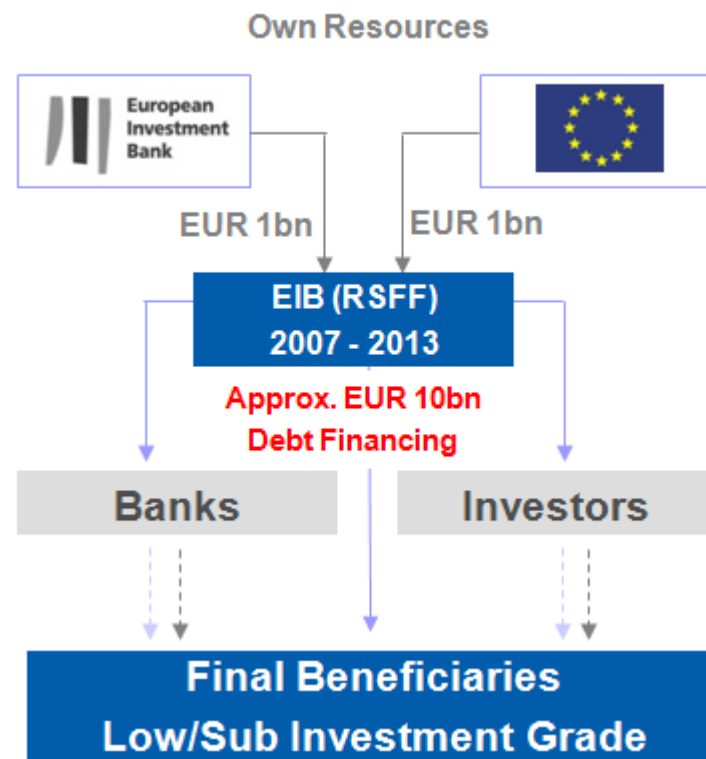 Own Resources
European
Investment
Bank
EUR 1bn
EUR 1bn
EIB (RSFF)
2007 - 2013
Approx. EUR 10bn
Debt Financing
Banks
Investors
Final Beneficiaries
Low/Sub Investment Grade